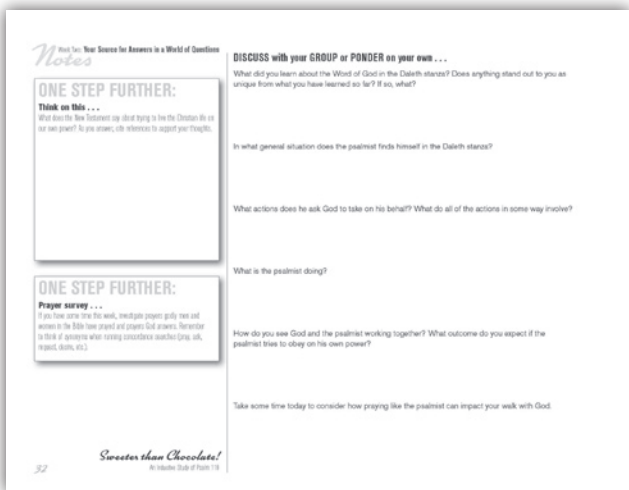 Notes
Week Two: Your Source for Answers in a World of Questions
ONE STEP FURTHER:
Think on this . . .
What does the New Testament say about trying to live the Christian life on
our own power? As you answer, cite references to support your thoughts.
ONE STEP FURTHER:
Prayer survey . . .
If you have some time this week, investigate prayers godly men and
women in the Bible have prayed and prayers God answers. Remember
to think of synonyms when running concordance searches (pray, ask,
request, desire, etc.).
Sweeter than Chocolate!
An Inductive Study of Psalm 119
32
DISCUSS with your GROUP or PONDER on your own . . .
What did you learn about the Word of God in the Daleth stanza? Does anything stand out to you as
unique from what you have learned so far? If so, what?
In what general situation does the psalmist finds himself in the Daleth stanza?
What actions does he ask God to take on his behalf? What do all of the actions in some way involve?
What is the psalmist doing?
How do you see God and the psalmist working together? What outcome do you expect if the
psalmist tries to obey on his own power?
Take some time today to consider how praying like the psalmist can impact your walk with God.